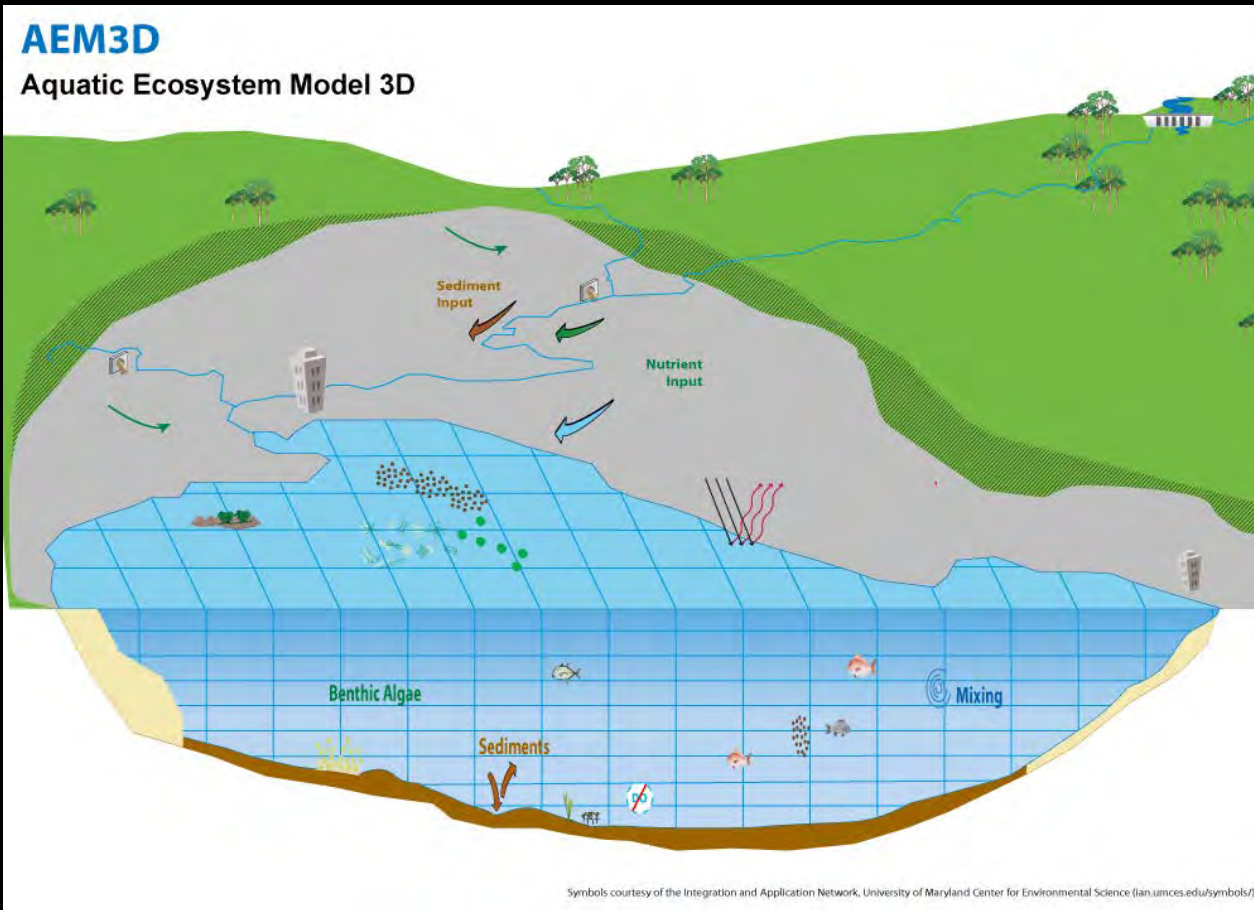 AEM3D
Aquatic Ecosystem Model 3D
Sediment
Input
Nutrient
Input
Benthic Algae
Mixing
Sediments
DO
Symbols courtesy of the Integration and Application Network, University of Maryland Center for Environmental Science (ian.umces.edu/symbols/)